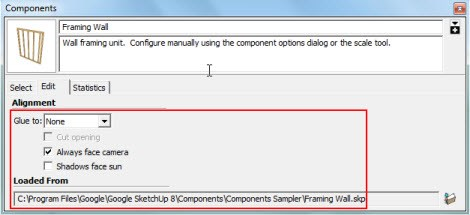 Components
Framing Wall
Wall framing unit. Configure manually using the component options dialog or the scale tool.
Select Edit Statistics
Alignment
Glue to: None
Cut opening
Always face camera
Shadows face sun
Loaded From
C:\Program Files\Google\Google SketchUp 8\Components\Components Sampler\Framing Wall.skp